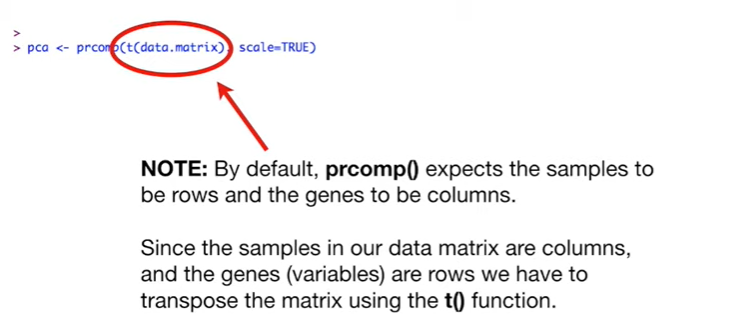 >
> pca <- prcomp(t(data.matrix), scale=TRUE)
NOTE: By default, prcomp() expects the samples to
be rows and the genes to be columns.
Since the samples in our data matrix are columns,
and the genes (variables) are rows we have to
transpose the matrix using the t() function.